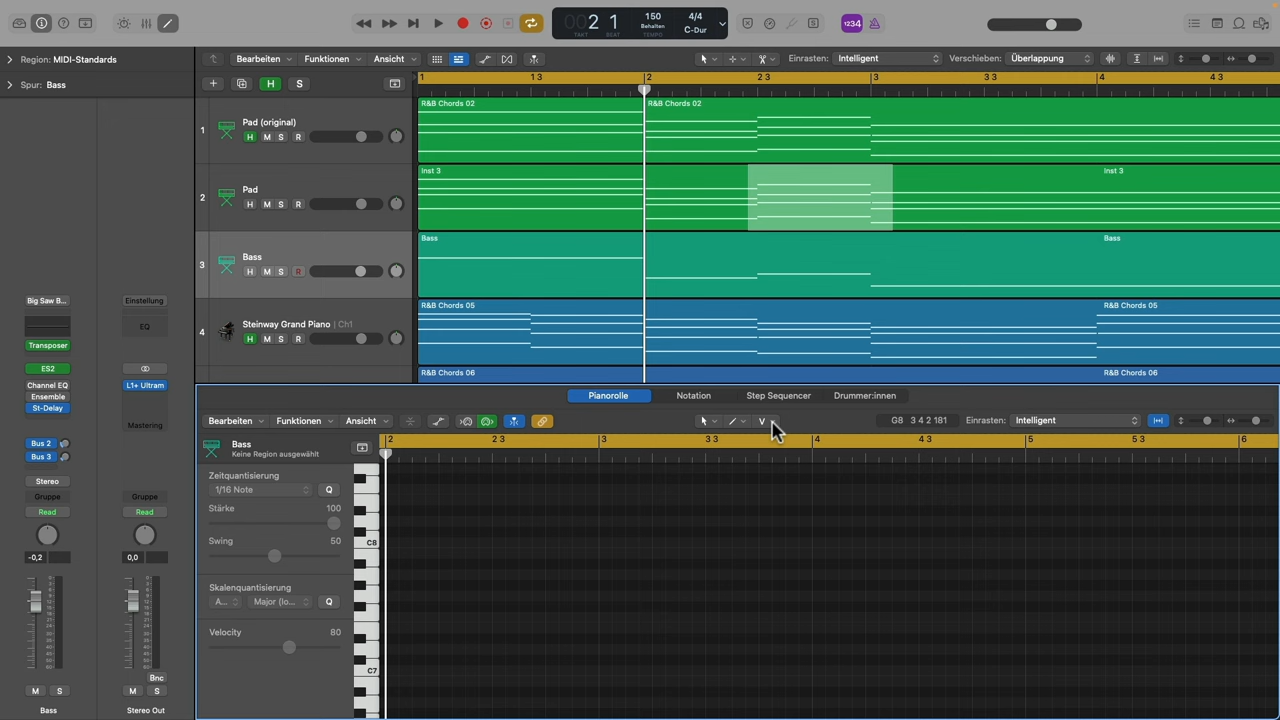 1234
0021
TAKT BEAT
150
Behalten
TEMPO
4/4
C-Dur
Region: MIDI-Standards
Spur: Bass
Bearbeiten
Funktionen
Ansicht
Einrasten: Intelligent
Verschieben: Überlappung
H
S
1
1 3
2
2 3
3
3 3
4
4 3
1
Pad (original)
H M S R
R&B Chords 02
R&B Chords 02
2
Pad
H M S R
Inst 3
Inst 3
3
Bass
H M S R
Bass
Bass
4
Steinway Grand Piano | Ch1
H M S R
R&B Chords 05
R&B Chords 05
R&B Chords 06
R&B Chords 06
Big Saw B...
Einstellung
EQ
Transposer
ES2
Channel EQ
L1+ Ultram
Ensemble
St-Delay
Mastering
Bus 2
Bus 3
Stereo
Gruppe
Gruppe
Read
Read
-0,2
0,0
Bnc
M S
M S
Bass
Stereo Out
Pianorolle
Notation
Step Sequencer
Drummer:innen
Bearbeiten
Funktionen
Ansicht
V
G8 3 4 2 181
Einrasten: Intelligent
2
3
3 3
4
4 3
5
5 3
6
Bass
Keine Region ausgewählt
Zeitquantisierung
1/16 Note
Q
Stärke 100
Swing 50
Skalenquantisierung
A...
Major (lo...
Q
Velocity 80
C8
C7